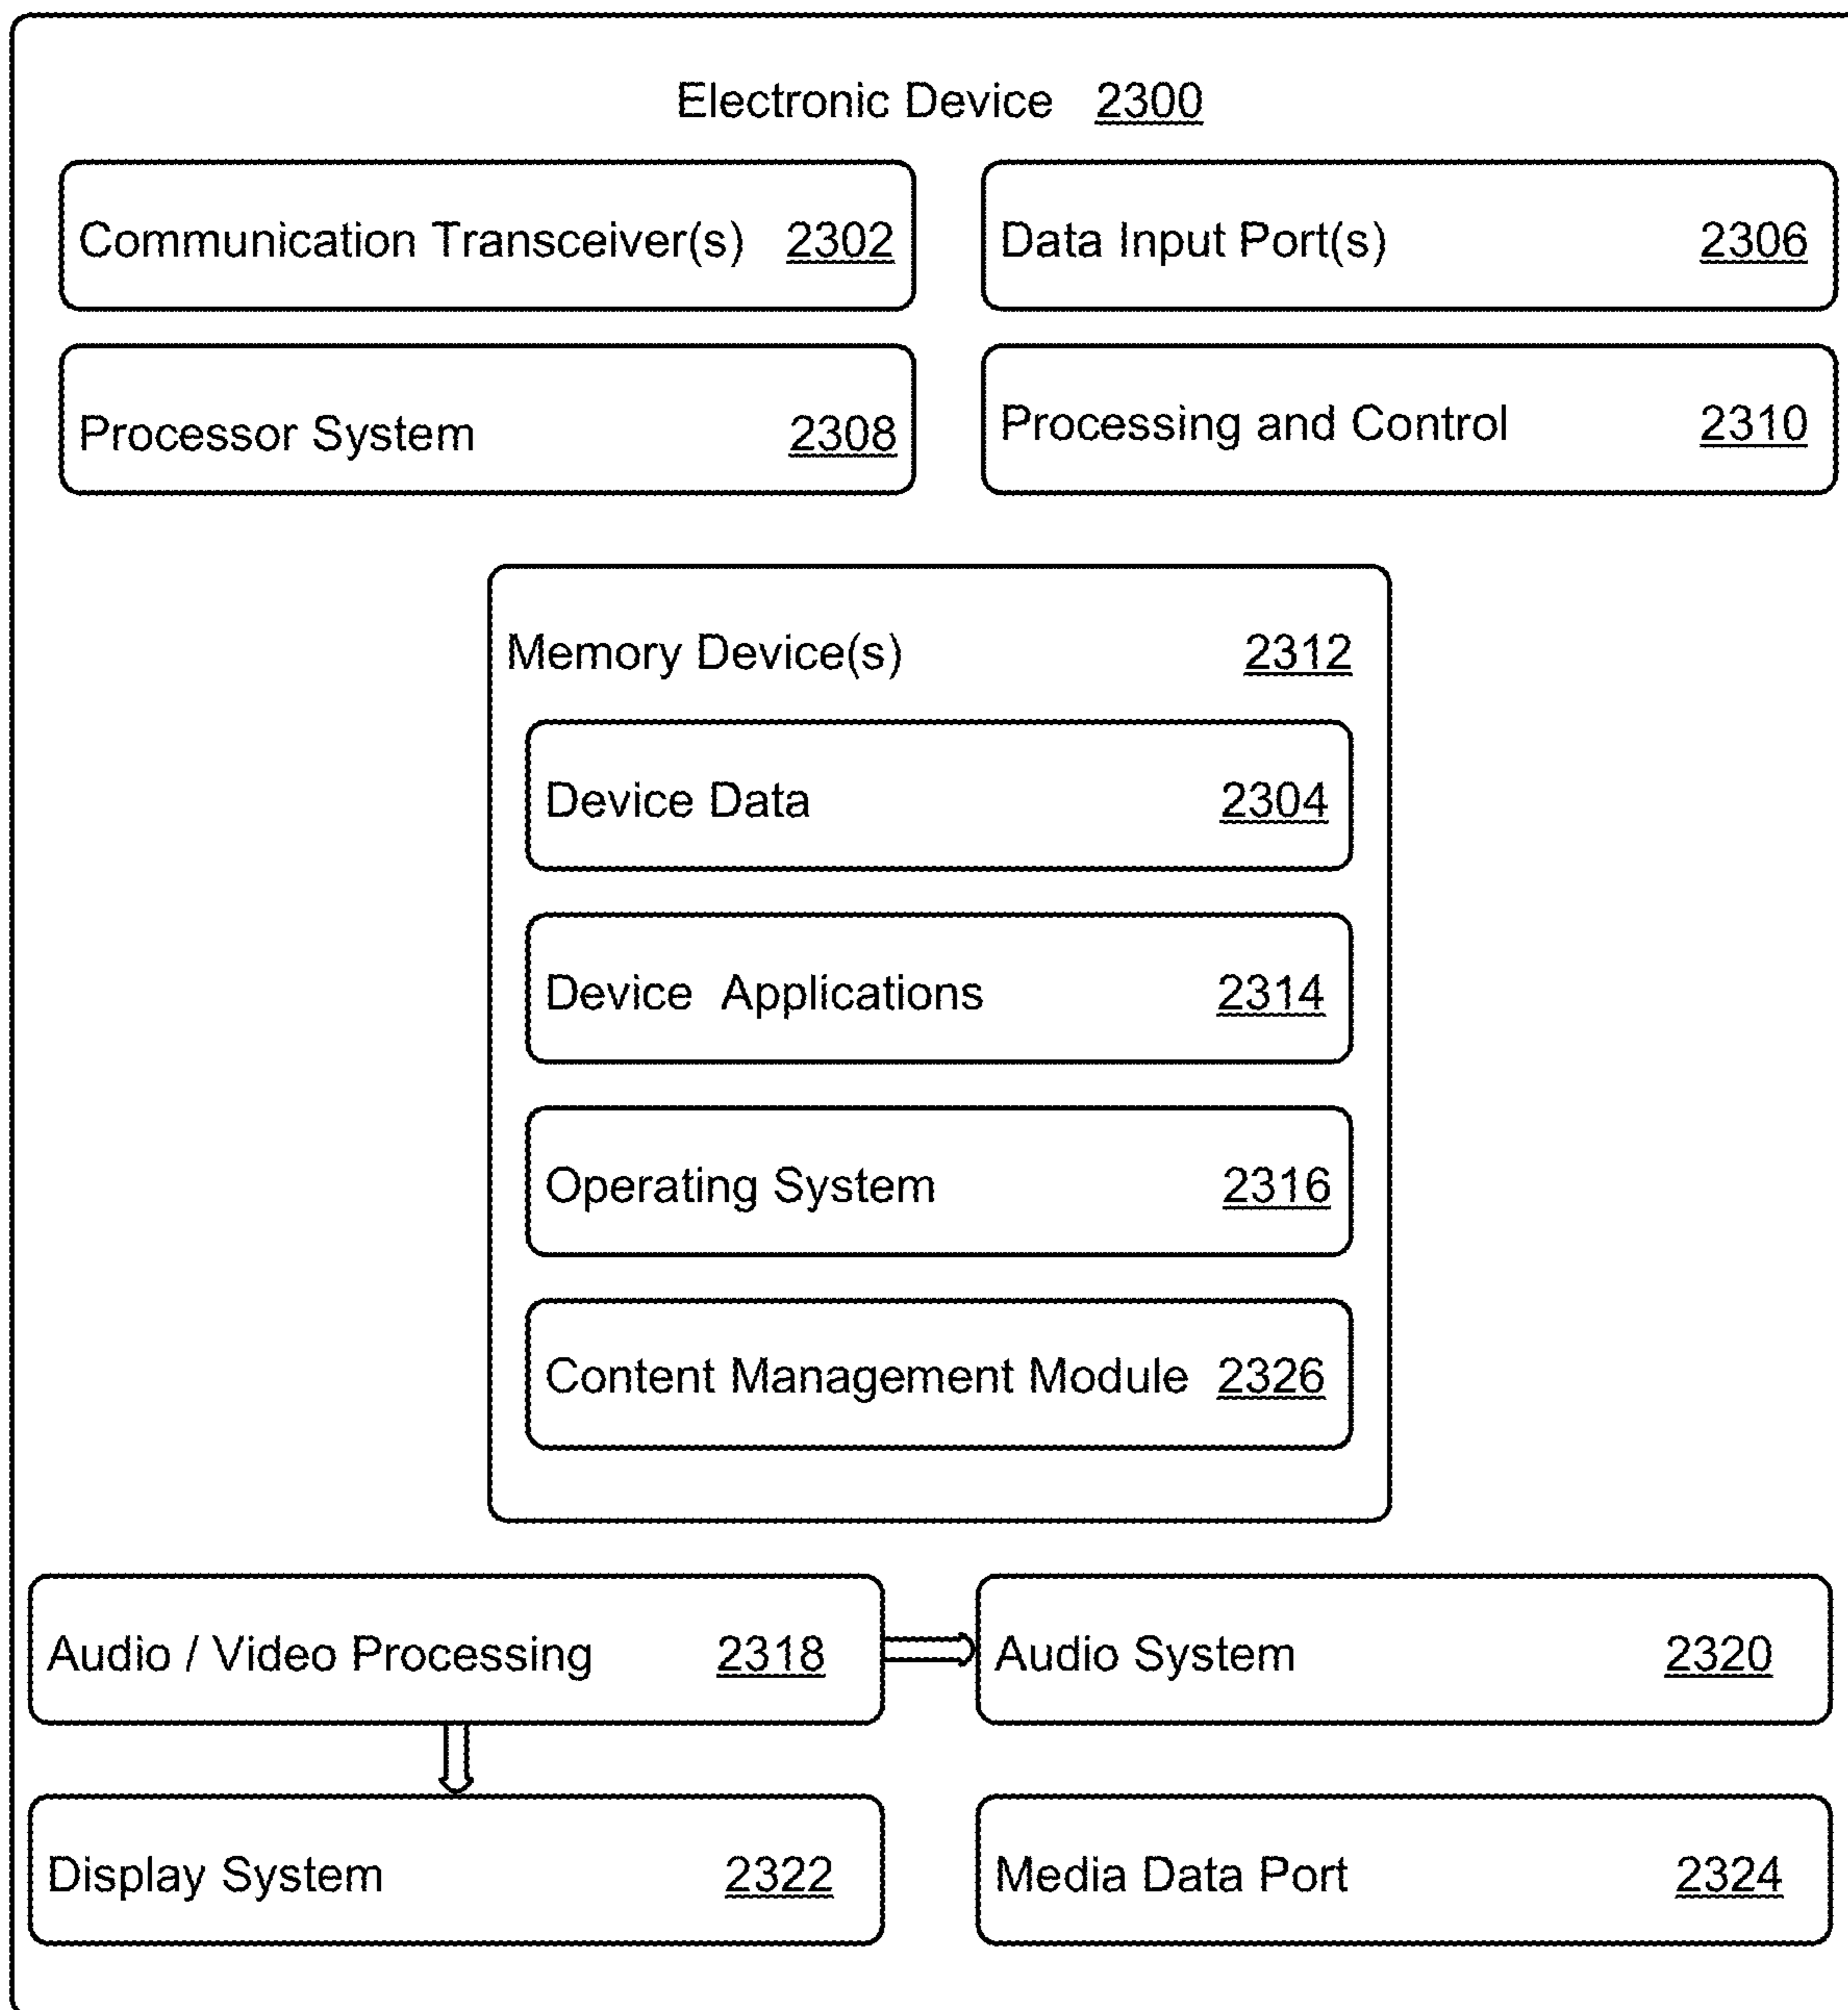 Electronic Device 2300
Communication Transceiver(s) 2302
Data Input Port(s) 2306
Processor System 2308
Processing and Control 2310
Memory Device(s) 2312
Device Data 2304
Device Applications 2314
Operating System 2316
Content Management Module 2326
Audio / Video Processing 2318
Audio System 2320
Display System 2322
Media Data Port 2324